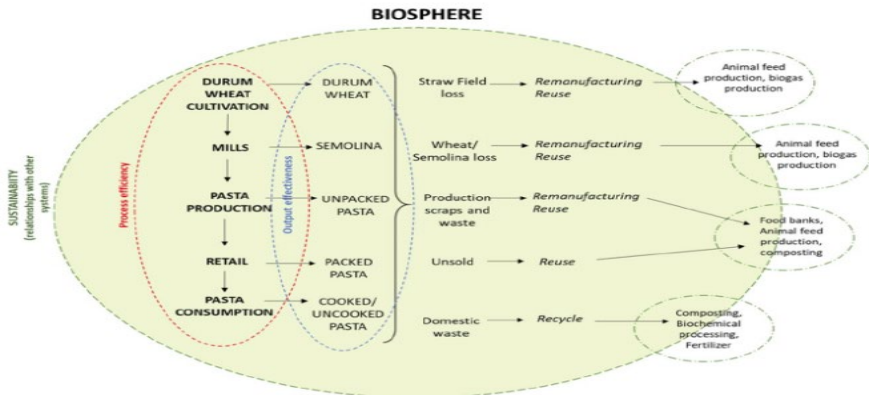 BIOSPHERE
SUSTAINABIITY
(relationships with other
systems)
Process efficiency
Output effectiveness
DURUM
WHEAT
CULTIVATION
MILLS
PASTA
PRODUCTION
RETAIL
PASTA
CONSUMPTION
DURUM
WHEAT
SEMOLINA
UNPACKED
PASTA
PACKED
PASTA
COOKED/
UNCOOKED
PASTA
Straw Field
loss
Remanufacturing
Reuse
Animal feed
production, biogas
production
Wheat/
Semolina loss
Remanufacturing
Reuse
Animal feed
production, biogas
production
Production
scraps and
waste
Remanufacturing
Reuse
Food banks,
Animal feed
production,
composting
Unsold
Reuse
Domestic
waste
Recycle
Composting,
Biochemical
processing,
Fertilizer